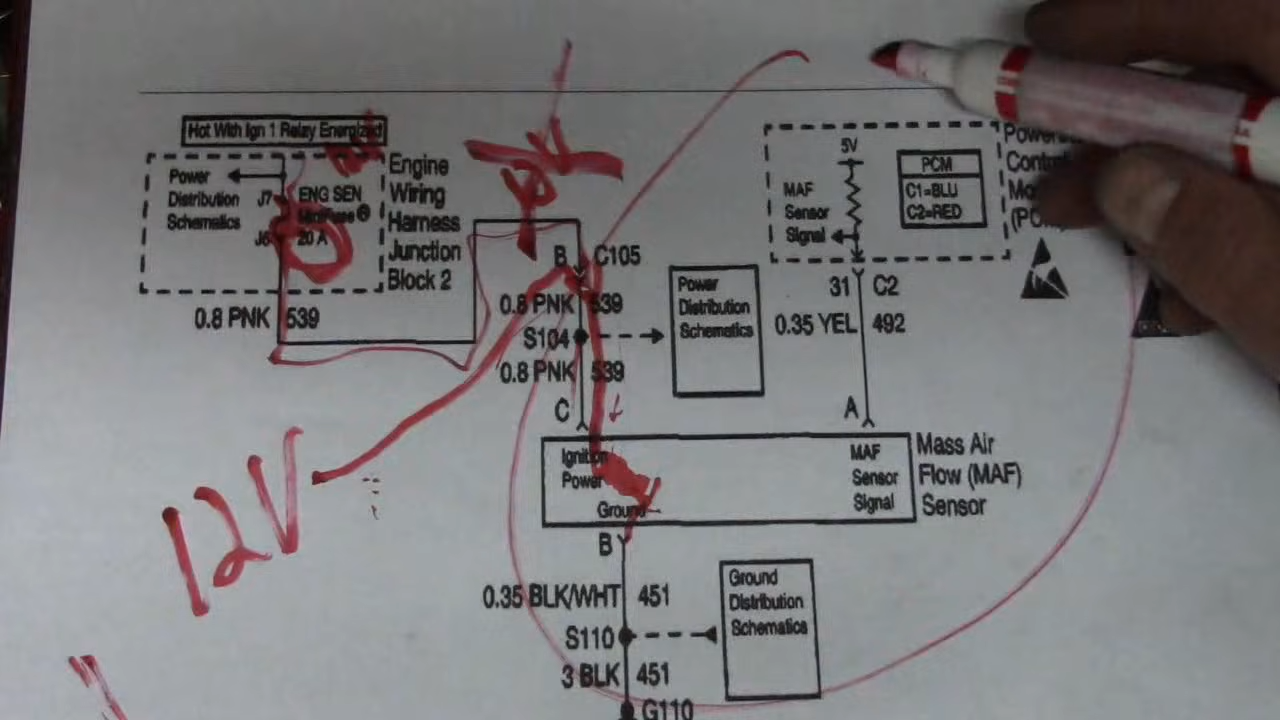 Hot With Ign 1 Relay Energized
Power
Distribution
Schematics
J7
ENG SEN
MiniFuse
J6
20 A
Engine
Wiring
Harness
Junction
Block 2
0.8 PNK 539
B C105
0.8 PNK 539
S104
0.8 PNK 539
C
Power
Distribution
Schematics
5V
MAF
Sensor
Signal
PCM
C1=BLU
C2=RED
31 C2
0.35 YEL 492
A
Ignition
Power
Ground
MAF
Sensor
Signal
Mass Air
Flow (MAF)
Sensor
12V
B
0.35 BLK/WHT 451
S110
3 BLK 451
G110
Ground
Distribution
Schematics